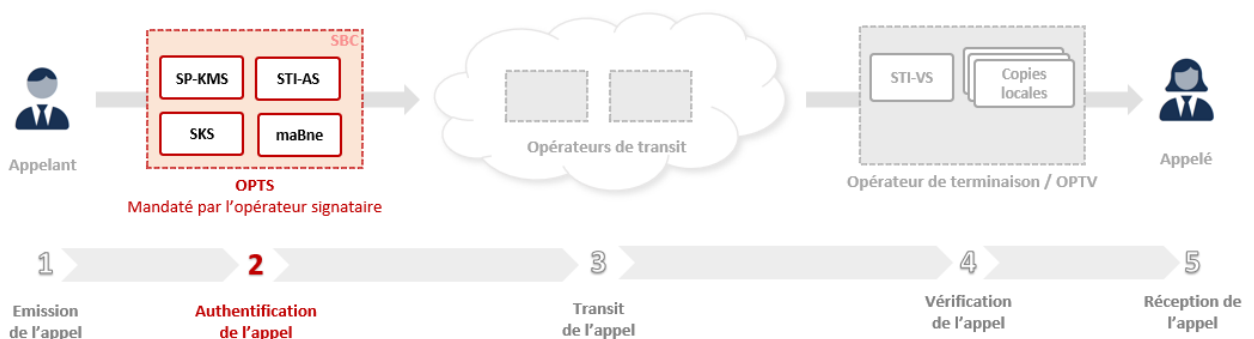 SBC
SP-KMS
STI-AS
SKS
maBne
STI-VS
Copies
locales
Opérateurs de transit
Appelant
Appelé
OPTS
Mandaté par l'opérateur signataire
Opérateur de terminaison / OPTV
1
2
3
4
5
Emission
de l'appel
Authentification
de l'appel
Transit
de l'appel
Vérification
de l'appel
Réception de
l'appel